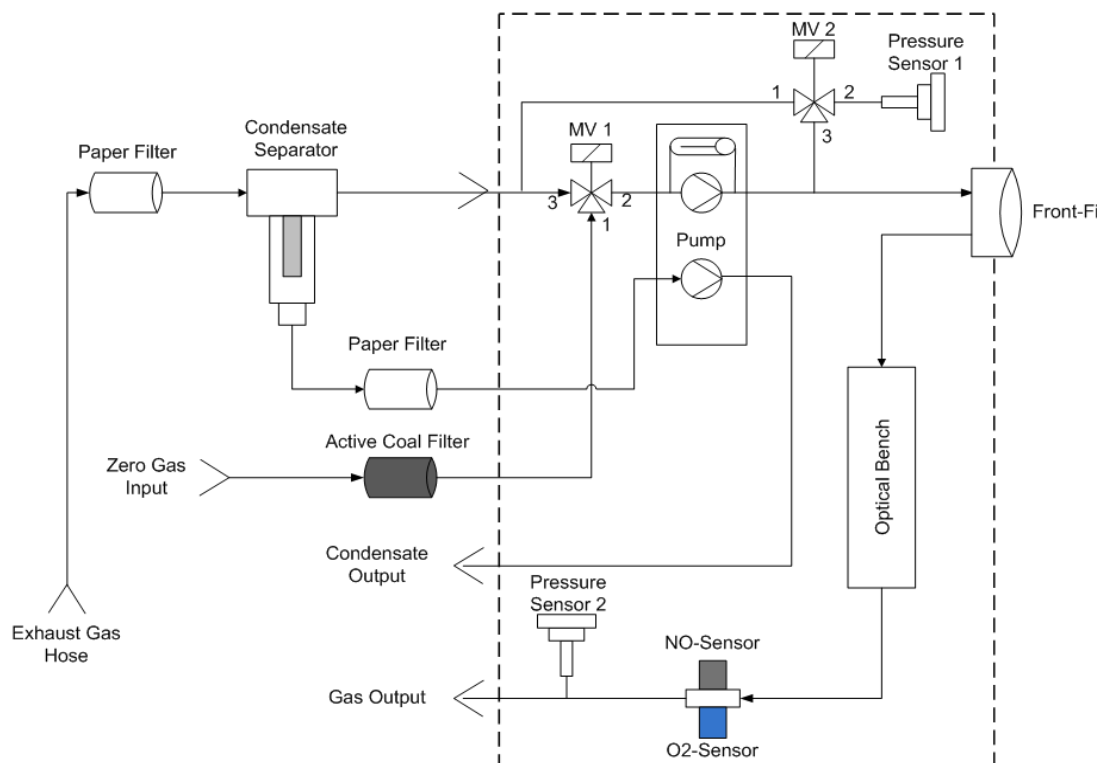 MV 2
Pressure
Sensor 1
1
2
3
Condensate
Separator
MV 1
Paper Filter
3
2
1
Front-Fi
Pump
Paper Filter
Active Coal Filter
Zero Gas
Input
Optical Bench
Condensate
Output
Pressure
Sensor 2
Exhaust Gas
Hose
NO-Sensor
Gas Output
O2-Sensor